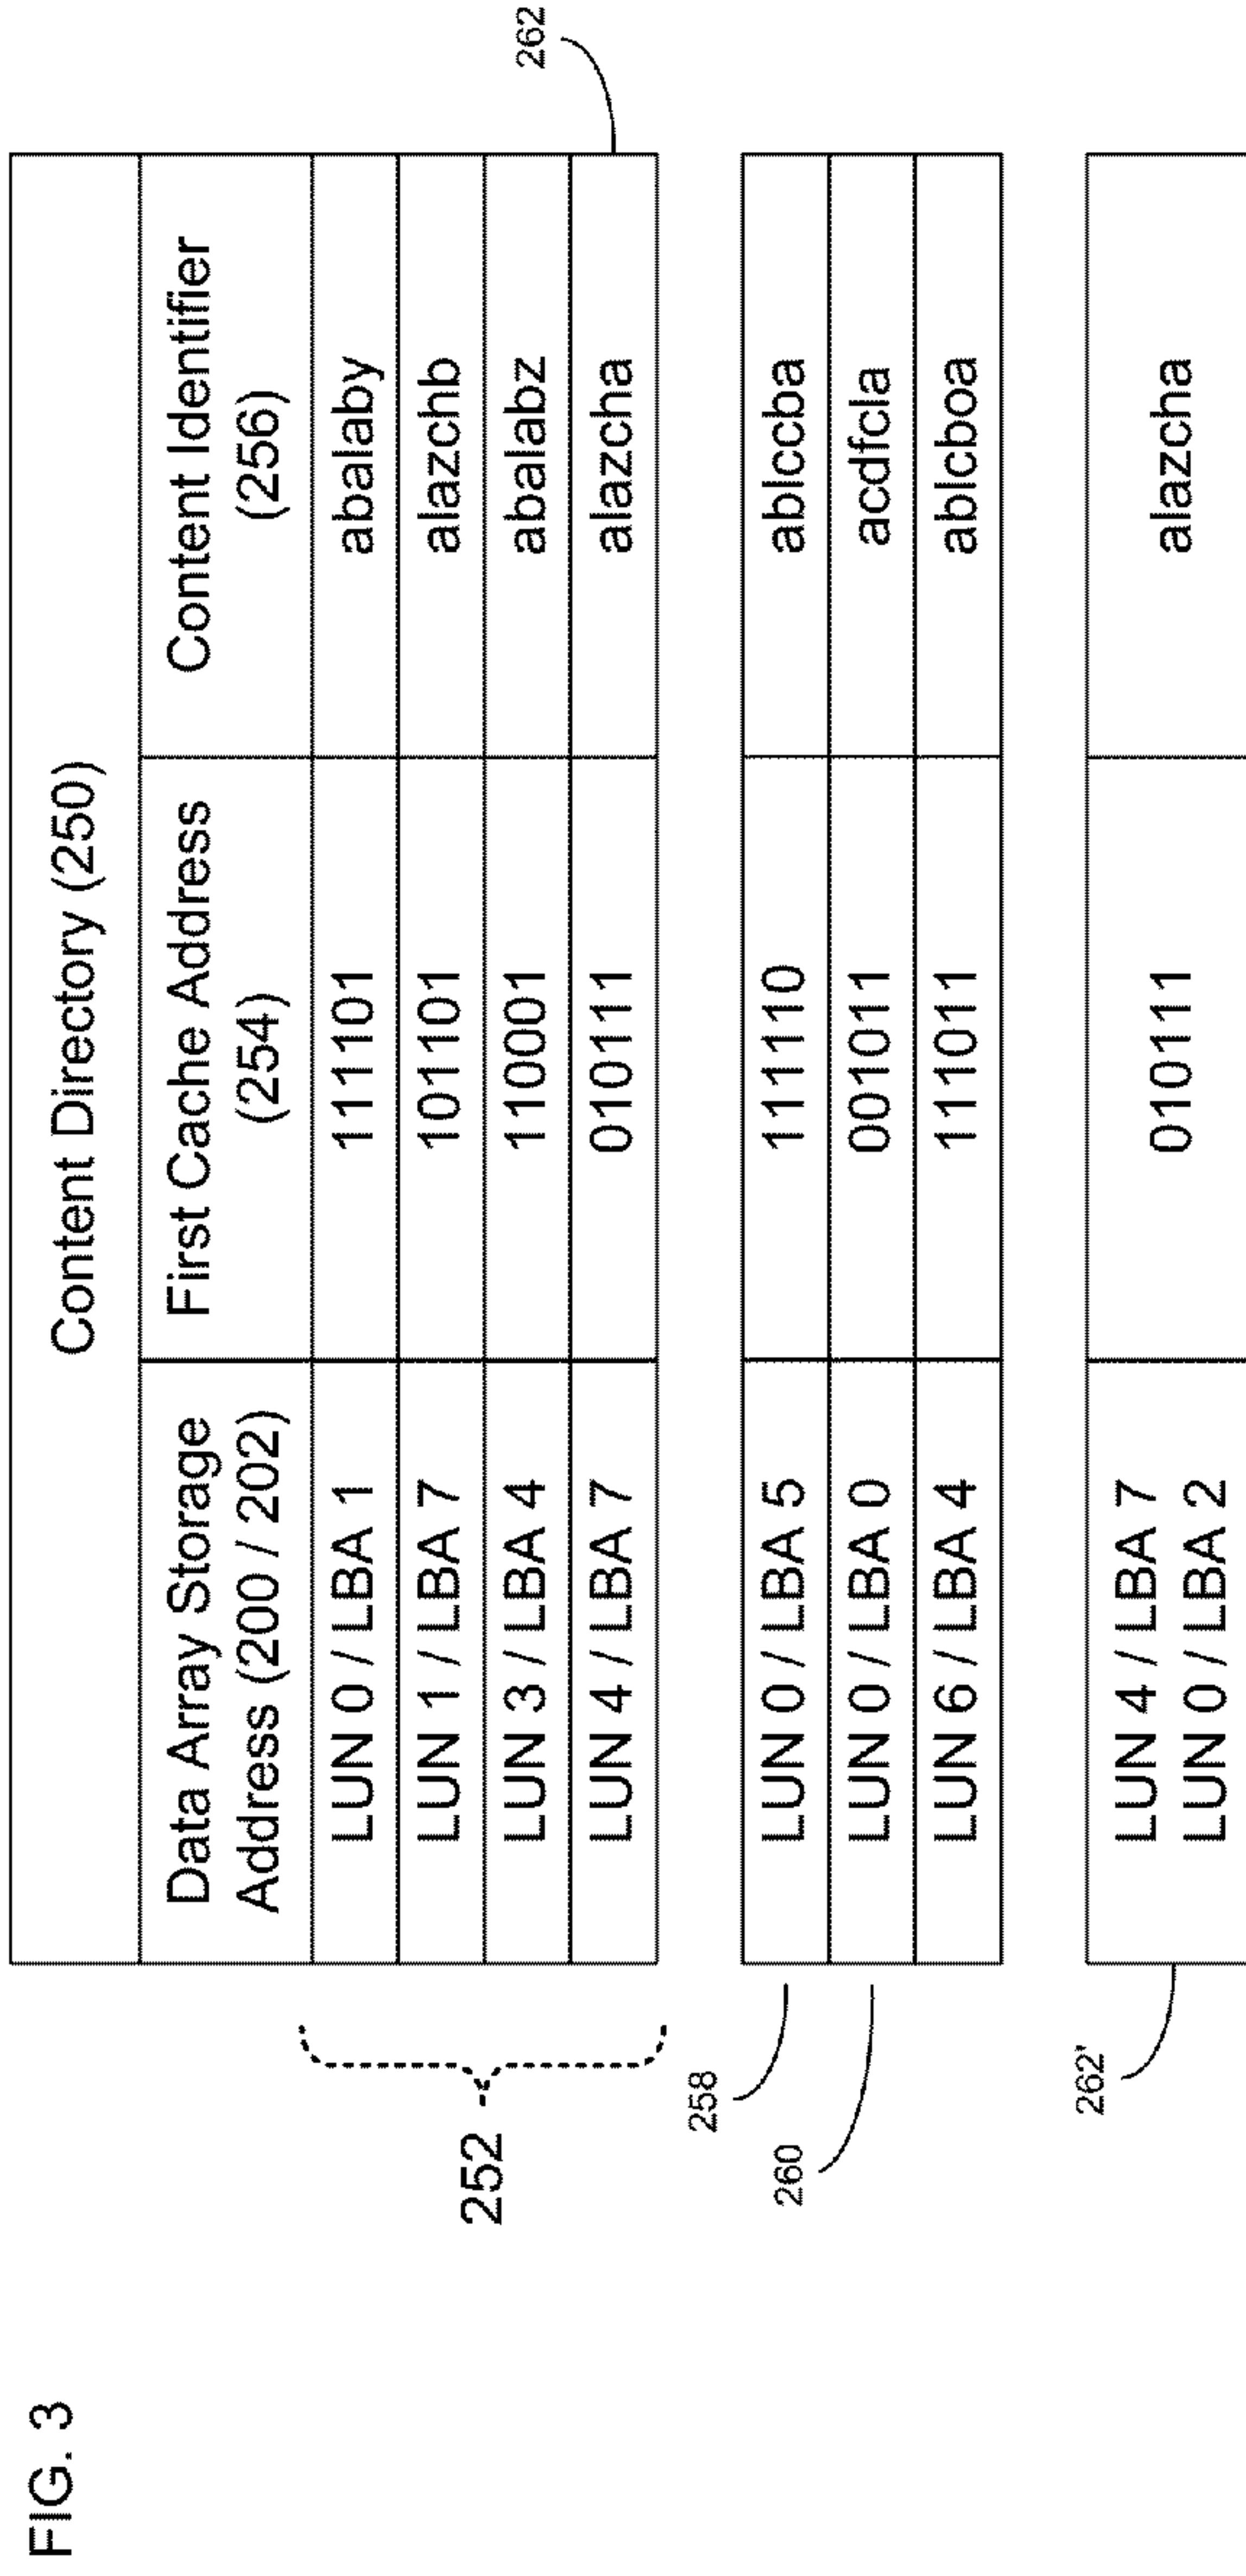 FIG. 3
Content Directory (250)
Data Array Storage
Address (200 / 202)
First Cache Address
(254)
Content Identifier
(256)
LUN 0 / LBA 1
111101
abalaby
LUN 1 / LBA 7
101101
alazchb
LUN 3 / LBA 4
110001
abalabz
LUN 4 / LBA 7
010111
alazcha
252
262
LUN 0 / LBA 5
111110
ablccba
LUN 0 / LBA 0
001011
acdfcla
LUN 6 / LBA 4
111011
ablcboa
258
260
LUN 4 / LBA 7
LUN 0 / LBA 2
010111
alazcha
262'